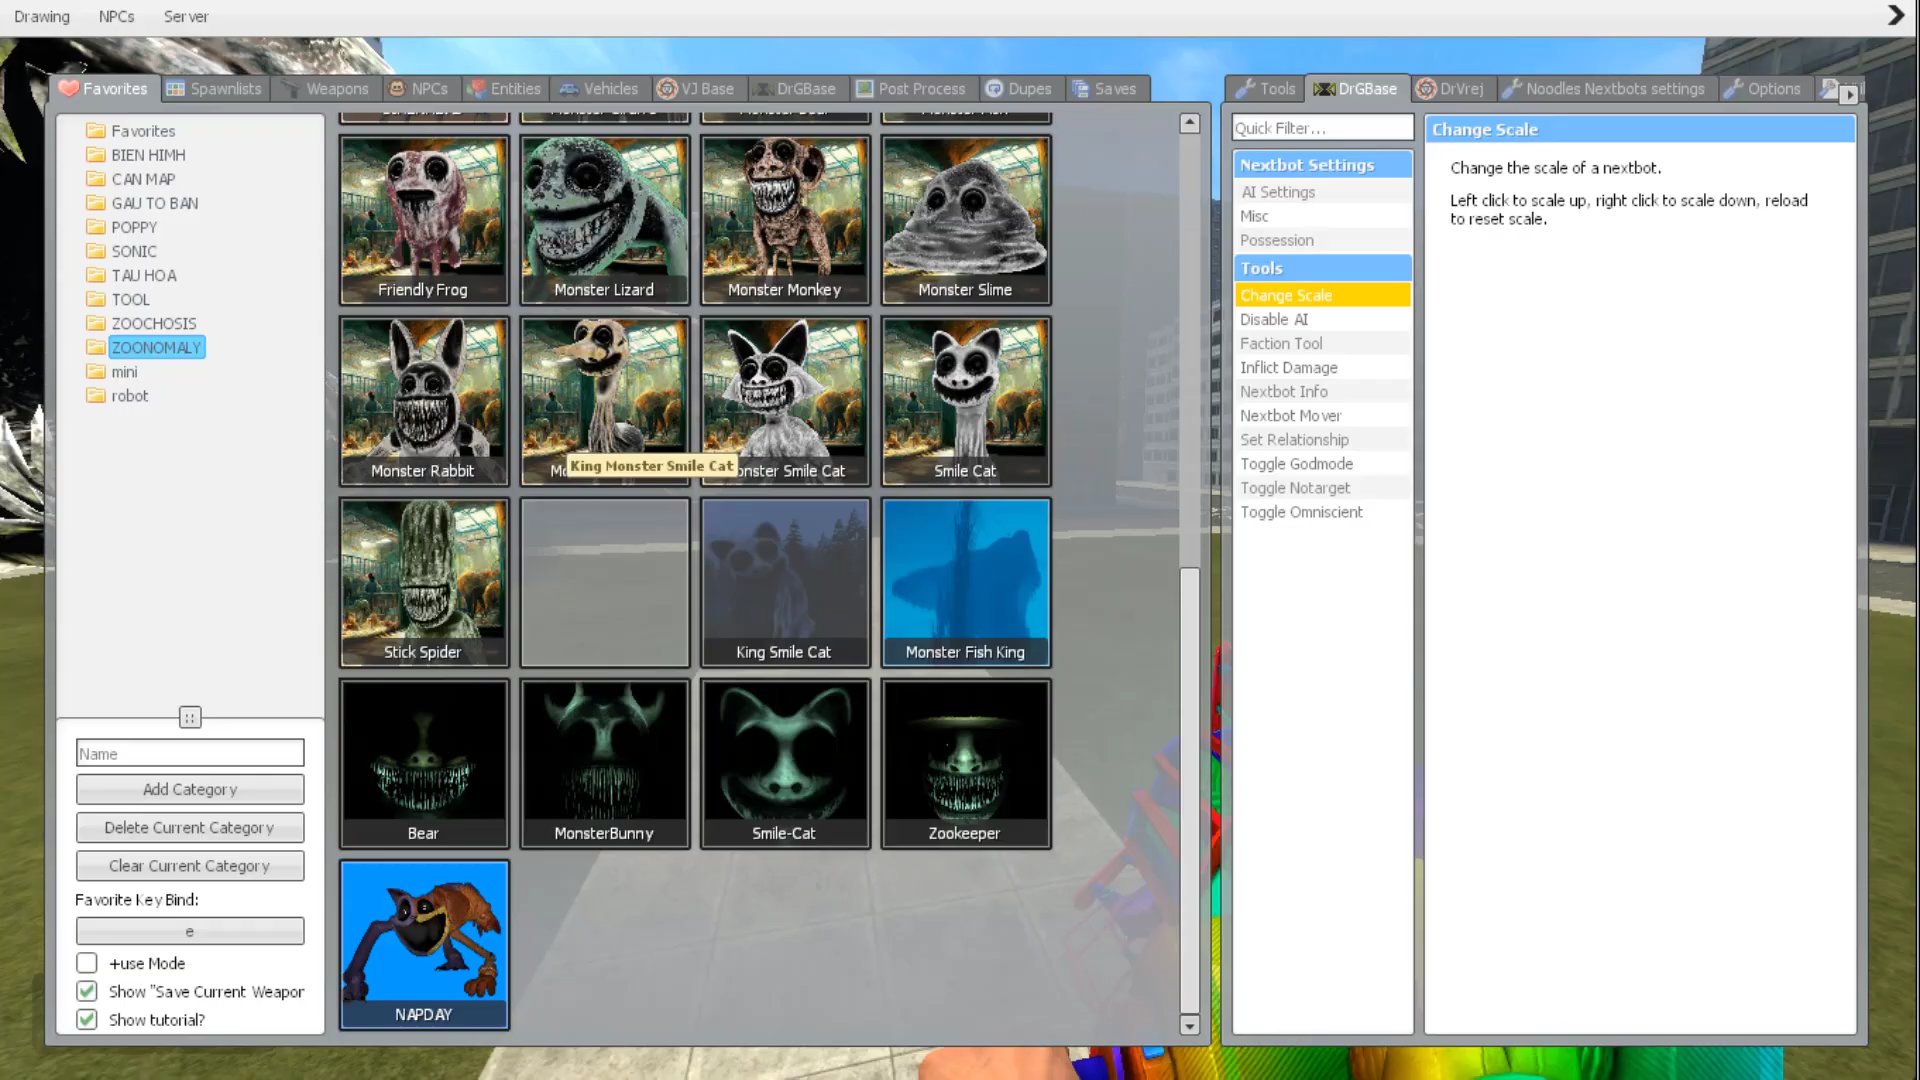 Drawing NPCs Server
Favorites Spawnlists Weapons NPCs Entities Vehicles VJ Base DrGBase Post Process Dupes Saves
Tools DrGBase DrVrej Noodles Nextbots settings Options
Favorites
BIEN HIMH
CAN MAP
GAU TO BAN
POPPY
SONIC
TAU HOA
TOOL
ZOOCHOSIS
ZOONOMALY
mini
robot
Name
Add Category
Delete Current Category
Clear Current Category
Favorite Key Bind:
e
+use Mode
Show "Save Current Weapon
Show tutorial?
Friendly Frog
Monster Lizard
Monster Monkey
Monster Slime
Monster Rabbit
King Monster Smile Cat
Monster Smile Cat
Smile Cat
Stick Spider
King Smile Cat
Monster Fish King
Bear
MonsterBunny
Smile-Cat
Zookeeper
NAPDAY
Quick Filter...
Nextbot Settings
AI Settings
Misc
Possession
Tools
Change Scale
Disable AI
Faction Tool
Inflict Damage
Nextbot Info
Nextbot Mover
Set Relationship
Toggle Godmode
Toggle Notarget
Toggle Omniscient
Change Scale
Change the scale of a nextbot.
Left click to scale up, right click to scale down, reload
to reset scale.